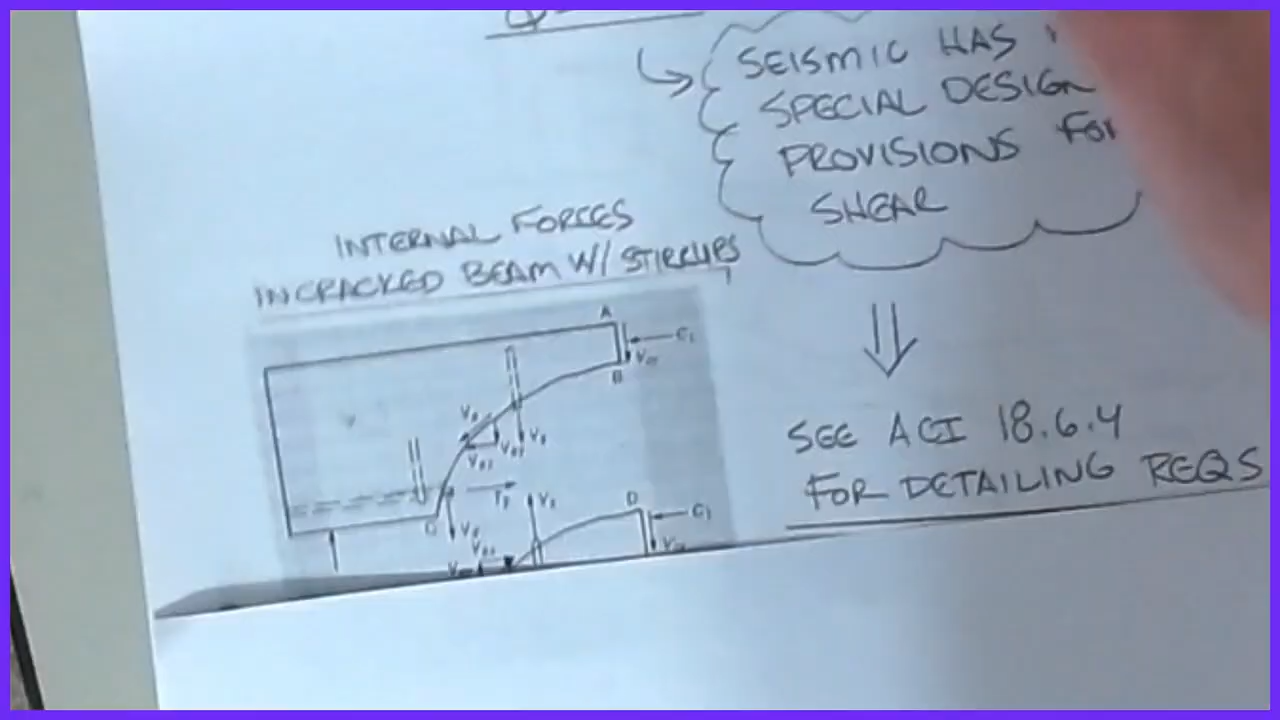 SEISMIC HAS
SPECIAL DESIGN
PROVISIONS FOR
SHEAR
INTERNAL FORCES
IN CRACKED BEAM W/ STIRRUPS
A
B
SEE ACI 18.6.4
FOR DETAILING REQS
D